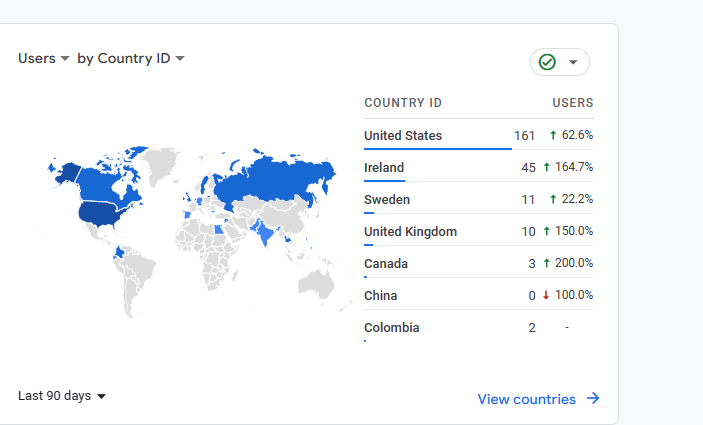 Users by Country ID
COUNTRY ID USERS
United States 161 ↑ 62.6%
Ireland 45 ↑ 164.7%
Sweden 11 ↑ 22.2%
United Kingdom 10 ↑ 150.0%
Canada 3 ↑ 200.0%
China 0 ↓ 100.0%
Colombia 2 -
Last 90 days
View countries →